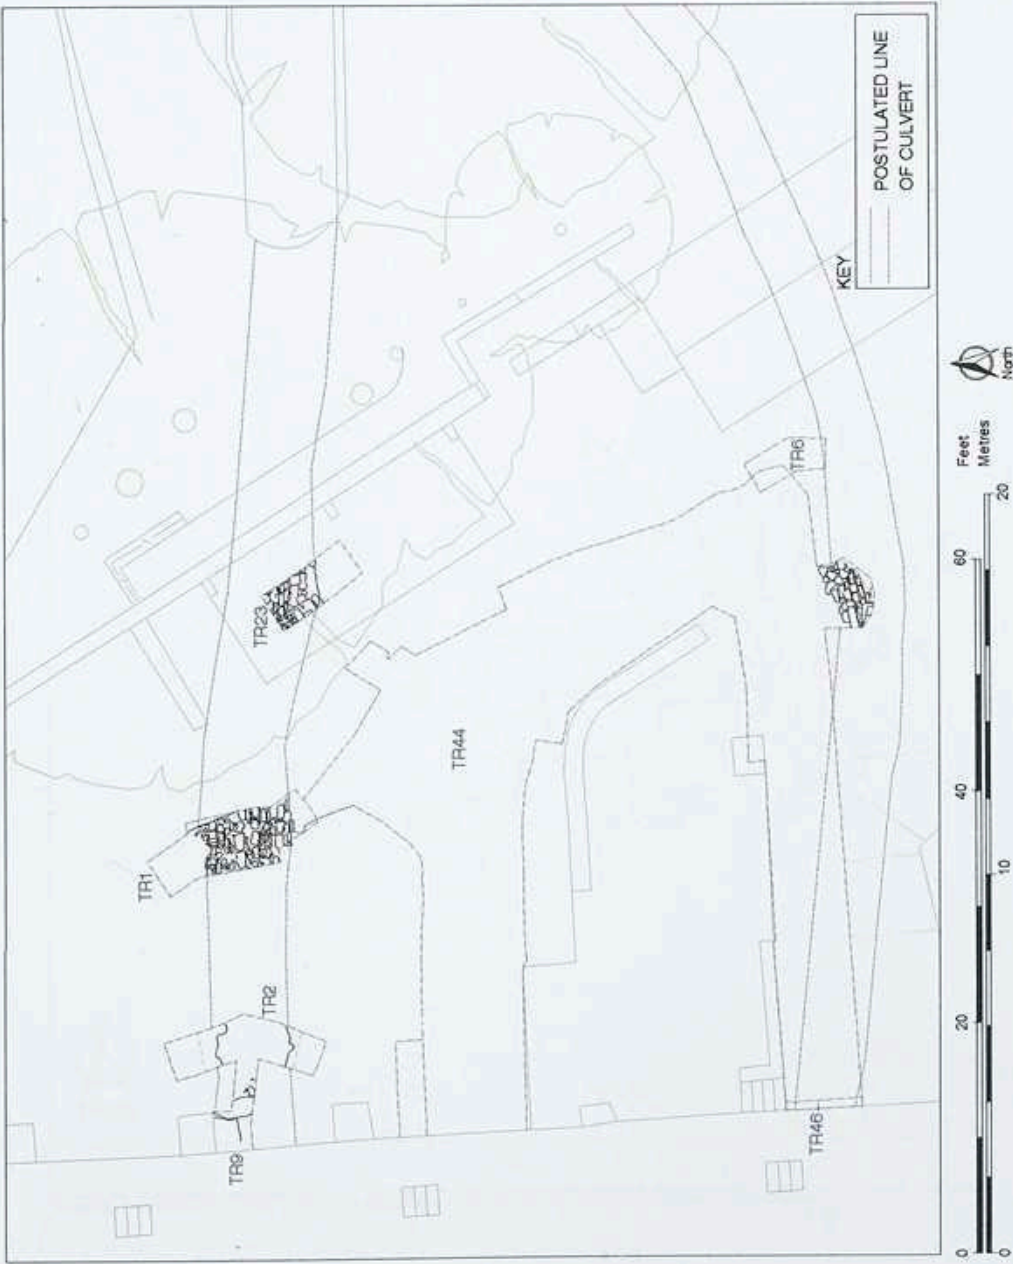 TR23
TR1
TR2
TR9
TR44
TR6
TR46
KEY
POSTULATED LINE
OF CULVERT
0 20 40 60 Feet
0 10 20 Metres
North